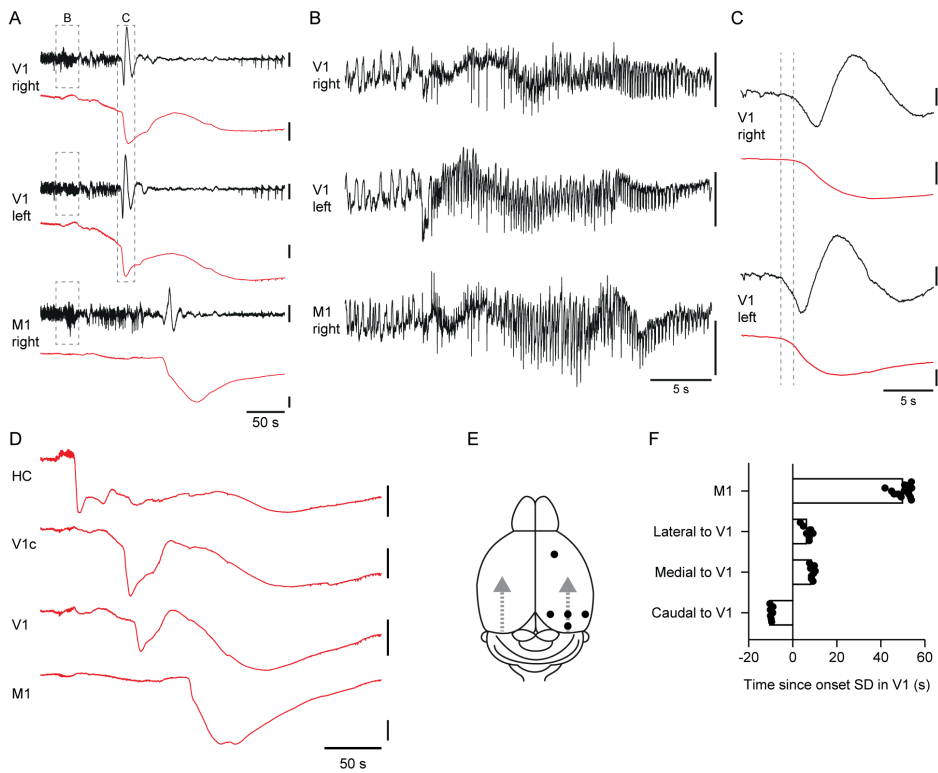 A
B
C
V1
right
V1
left
M1
right
50 s
B
V1
right
V1
left
M1
right
5 s
C
V1
right
V1
left
5 s
D
HC
V1c
V1
M1
50 s
E
F
M1
Lateral to V1
Medial to V1
Caudal to V1
-20 0 20 40 60
Time since onset SD in V1 (s)